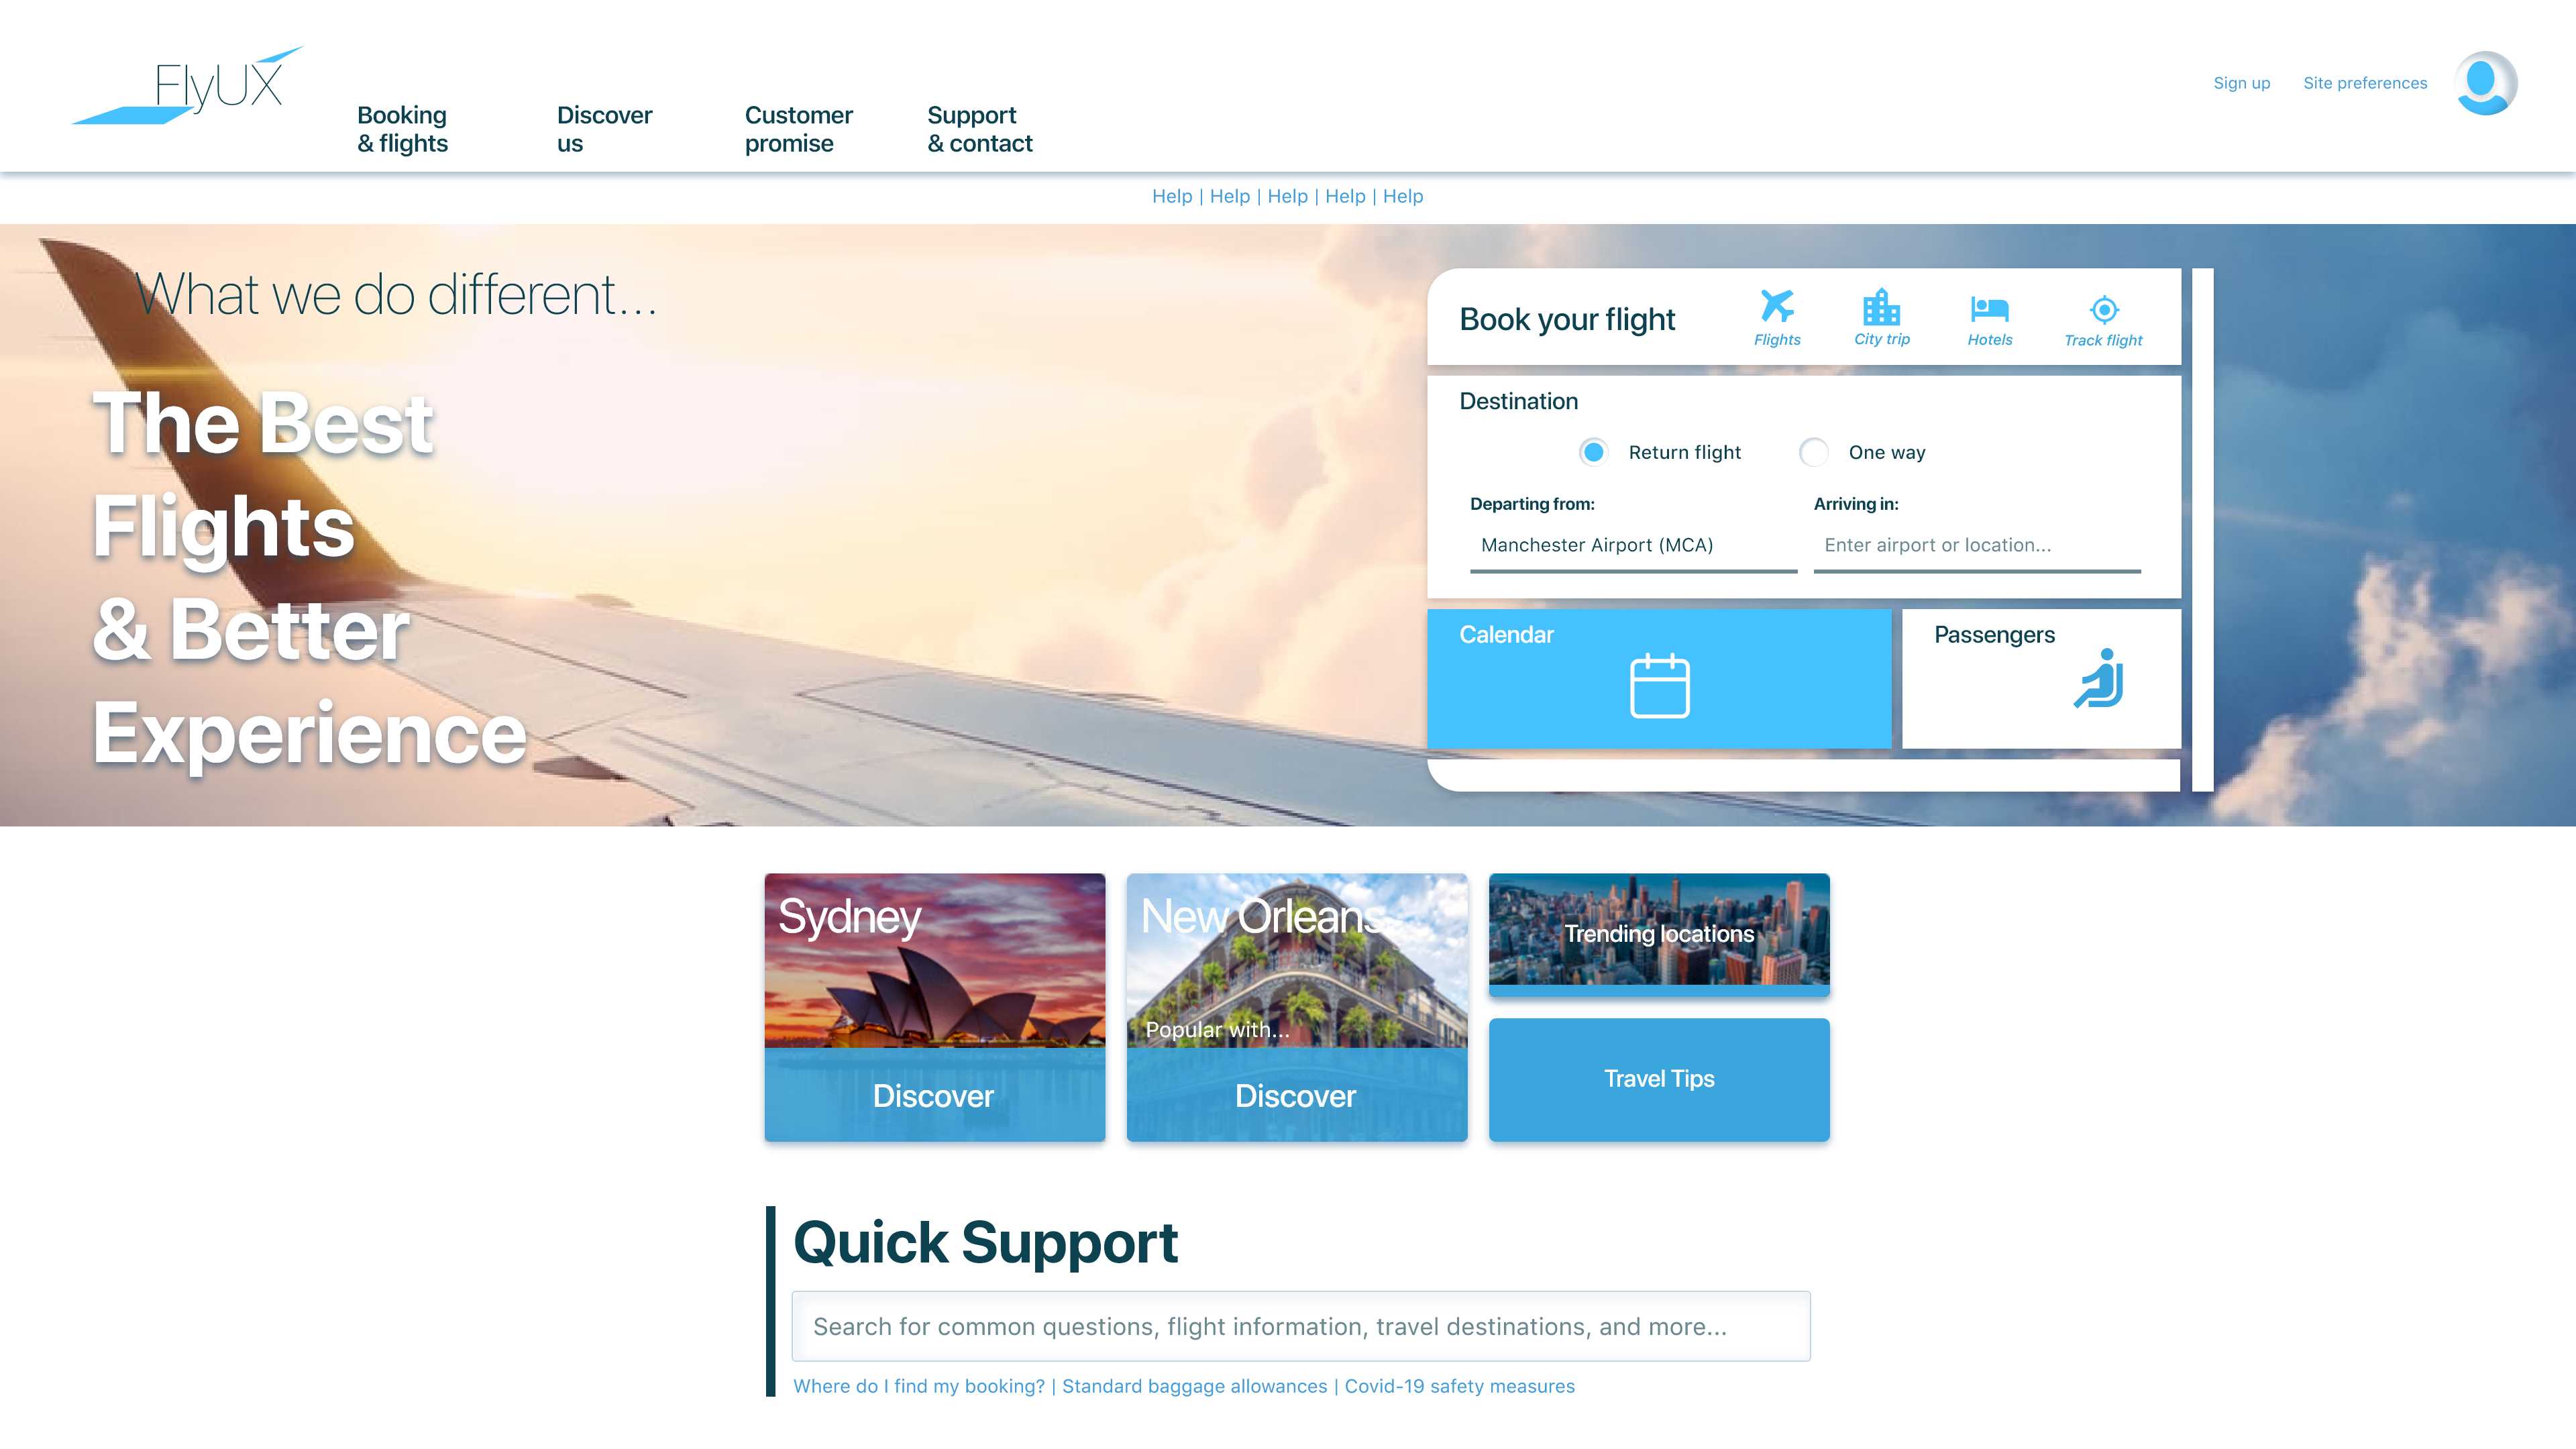 FlyUX
Booking
& flights
Discover
us
Customer
promise
Support
& contact
Sign up
Site preferences
Help | Help | Help | Help | Help
What we do different...
The Best
Flights
& Better
Experience
Book your flight
Flights
City trip
Hotels
Track flight
Destination
Return flight
One way
Departing from:
Arriving in:
Manchester Airport (MCA)
Enter airport or location...
Calendar
Passengers
Sydney
Discover
New Orleans
Popular with...
Discover
Trending locations
Travel Tips
Quick Support
Search for common questions, flight information, travel destinations, and more...
Where do I find my booking? | Standard baggage allowances | Covid-19 safety measures